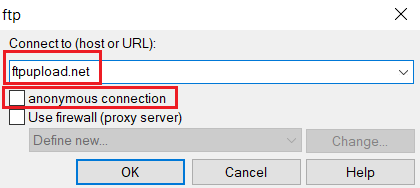 ftp
Connect to (host or URL):
ftpupload.net
anonymous connection
Use firewall (proxy server)
Define new...
Change...
OK
Cancel
Help